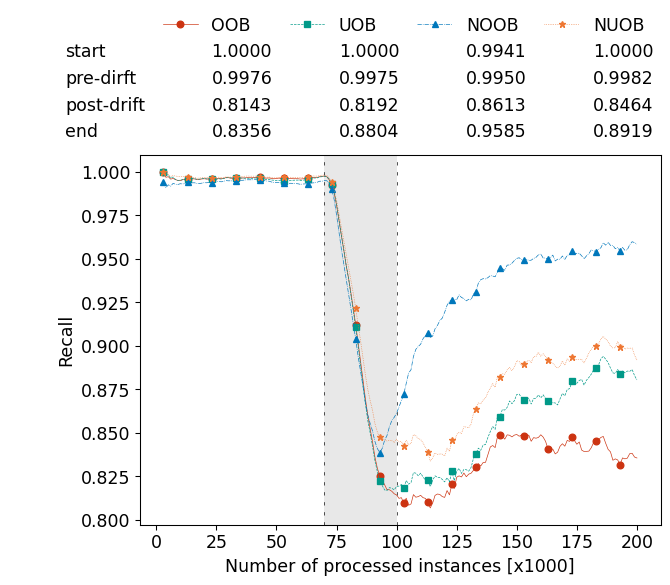 OOB UOB NOOB NUOB
start 1.0000 1.0000 0.9941 1.0000
pre-dirft 0.9976 0.9975 0.9950 0.9982
post-drift 0.8143 0.8192 0.8613 0.8464
end 0.8356 0.8804 0.9585 0.8919
1.000
0.975
0.950
0.925
0.900
0.875
0.850
0.825
0.800
Recall
0 25 50 75 100 125 150 175 200
Number of processed instances [x1000]